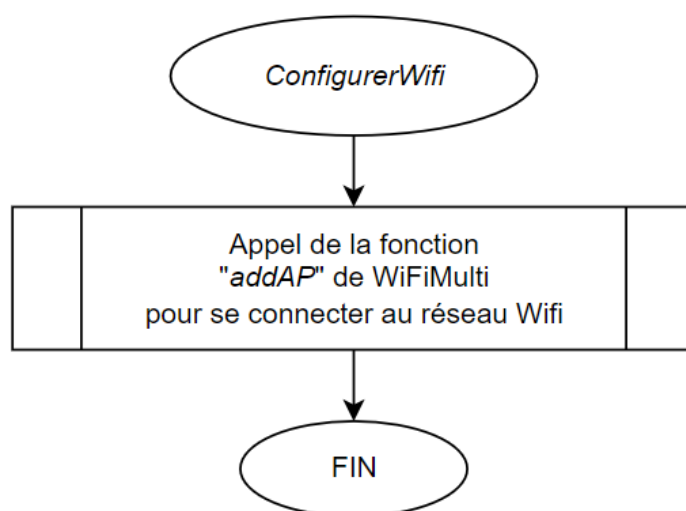 ConfigurerWifi
Appel de la fonction
"addAP" de WiFiMulti
pour se connecter au réseau Wifi
FIN